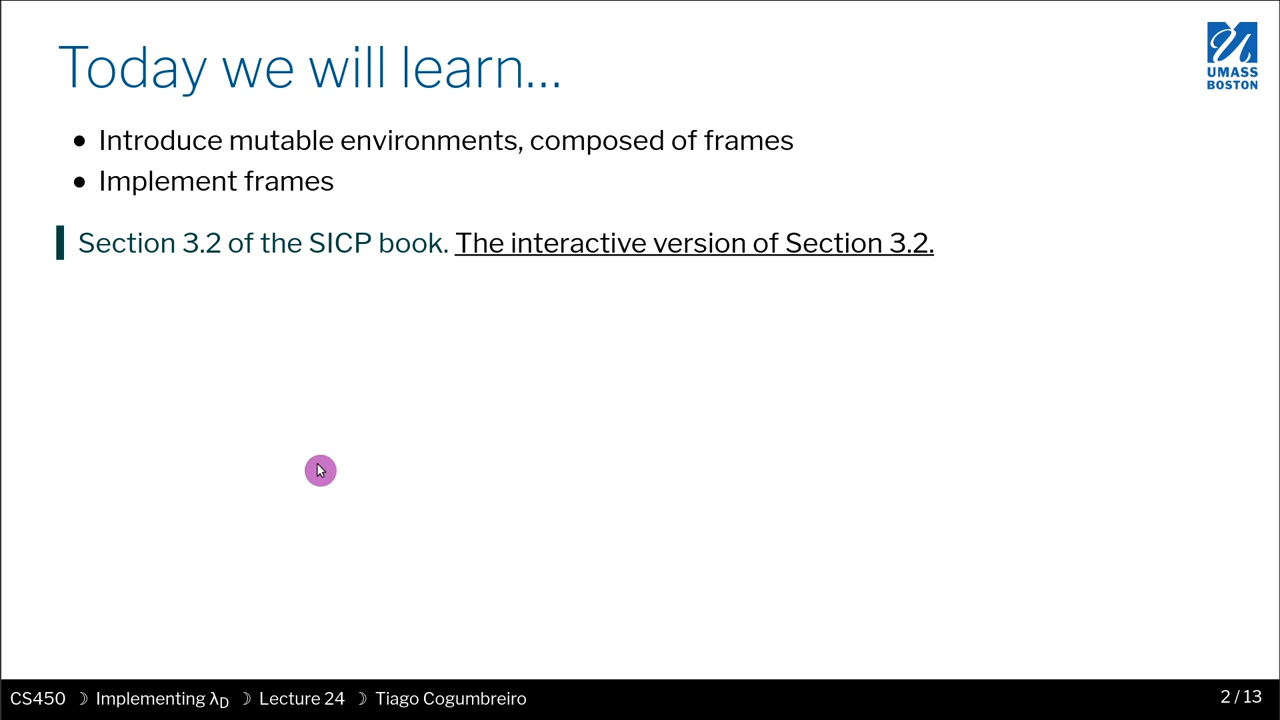 Today we will learn...
UMASS
BOSTON
• Introduce mutable environments, composed of frames
• Implement frames
Section 3.2 of the SICP book. The interactive version of Section 3.2.
CS450 ☽ Implementing λD ☽ Lecture 24 ☽ Tiago Cogumbreiro
2 / 13